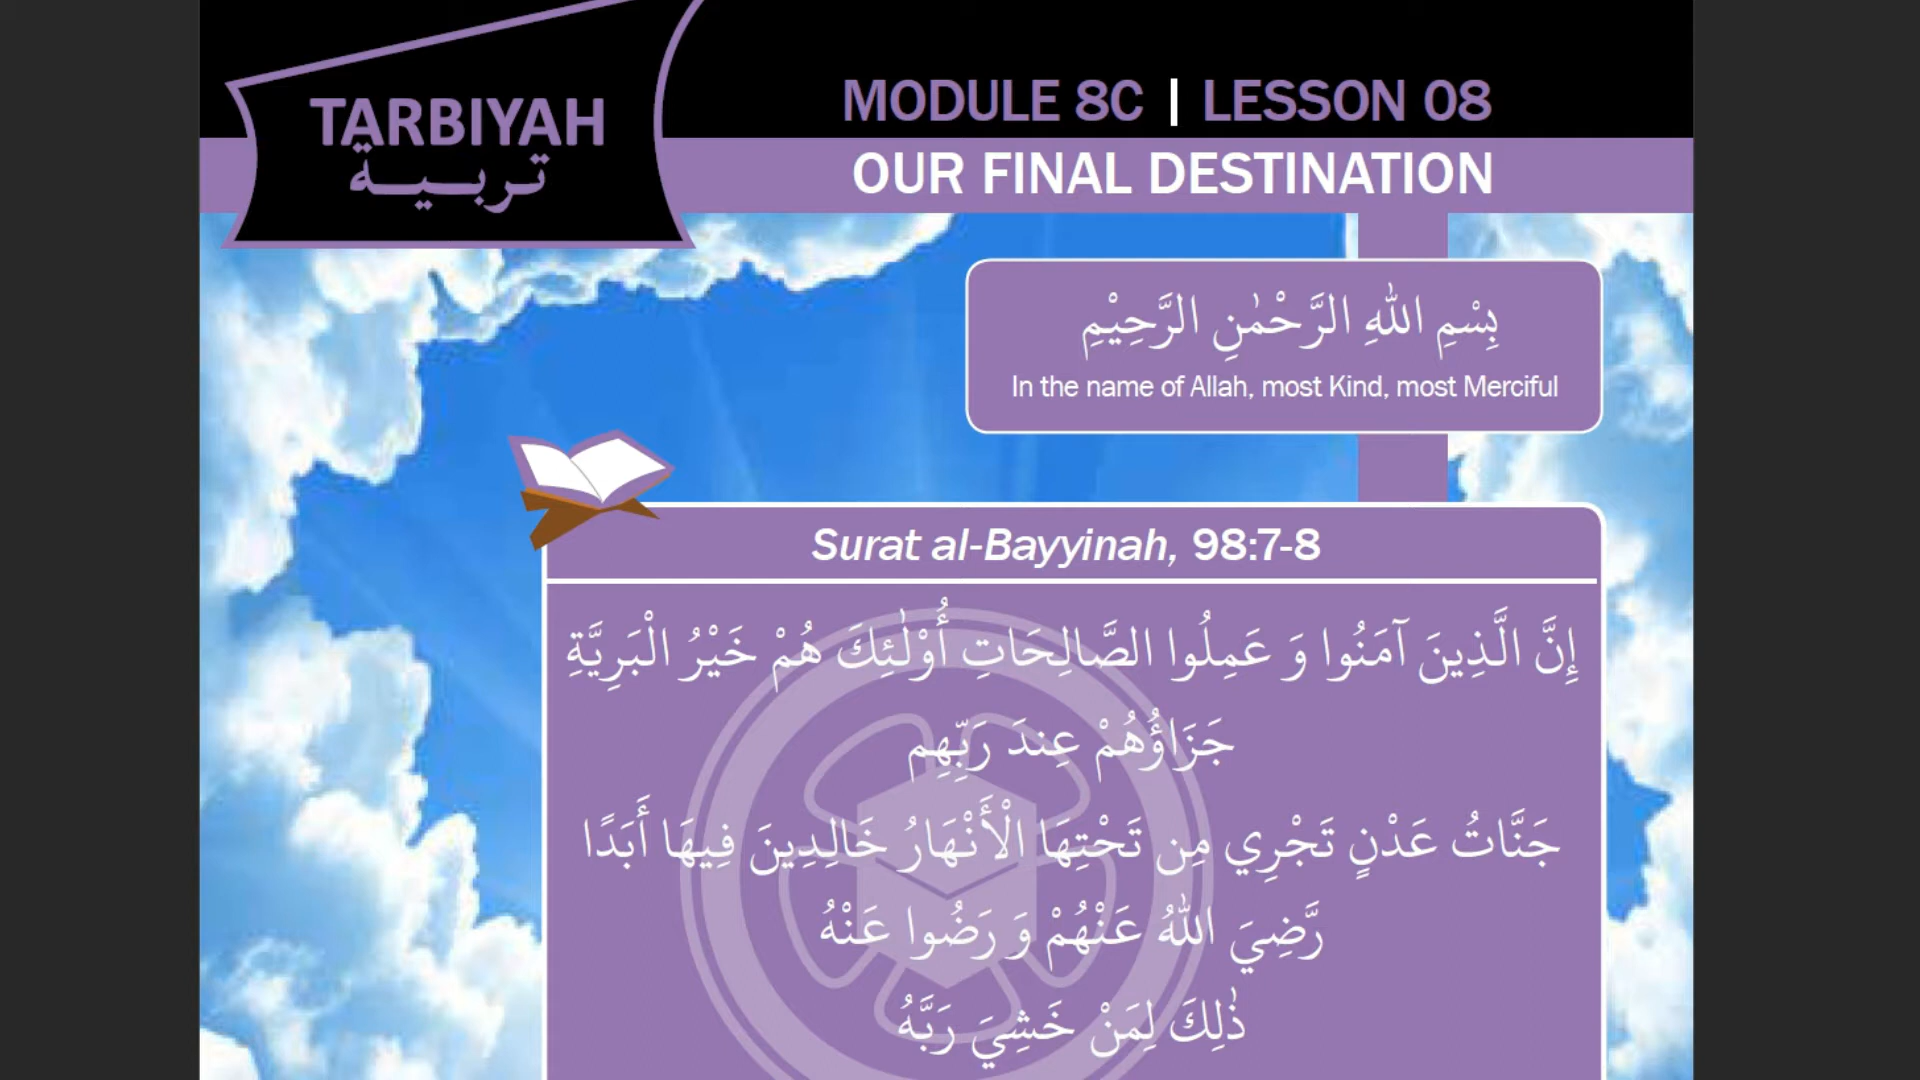 TARBIYAH
تربية
MODULE 8C | LESSON 08
OUR FINAL DESTINATION
بِسْمِ اللهِ الرَّحْمٰنِ الرَّحِيْمِ
In the name of Allah, most Kind, most Merciful
Surat al-Bayyinah, 98:7-8
إِنَّ الَّذِينَ آمَنُوا وَ عَمِلُوا الصَّالِحَاتِ أُوْلٰئِكَ هُمْ خَيْرُ الْبَرِيَّةِ
جَزَاؤُهُمْ عِندَ رَبِّهِم
جَنَّاتُ عَدْنٍ تَجْرِي مِن تَحْتِهَا الْأَنْهَارُ خَالِدِينَ فِيهَا أَبَدًا
رَّضِيَ اللهُ عَنْهُمْ وَ رَضُوا عَنْهُ
ذٰلِكَ لِمَنْ خَشِيَ رَبَّهُ